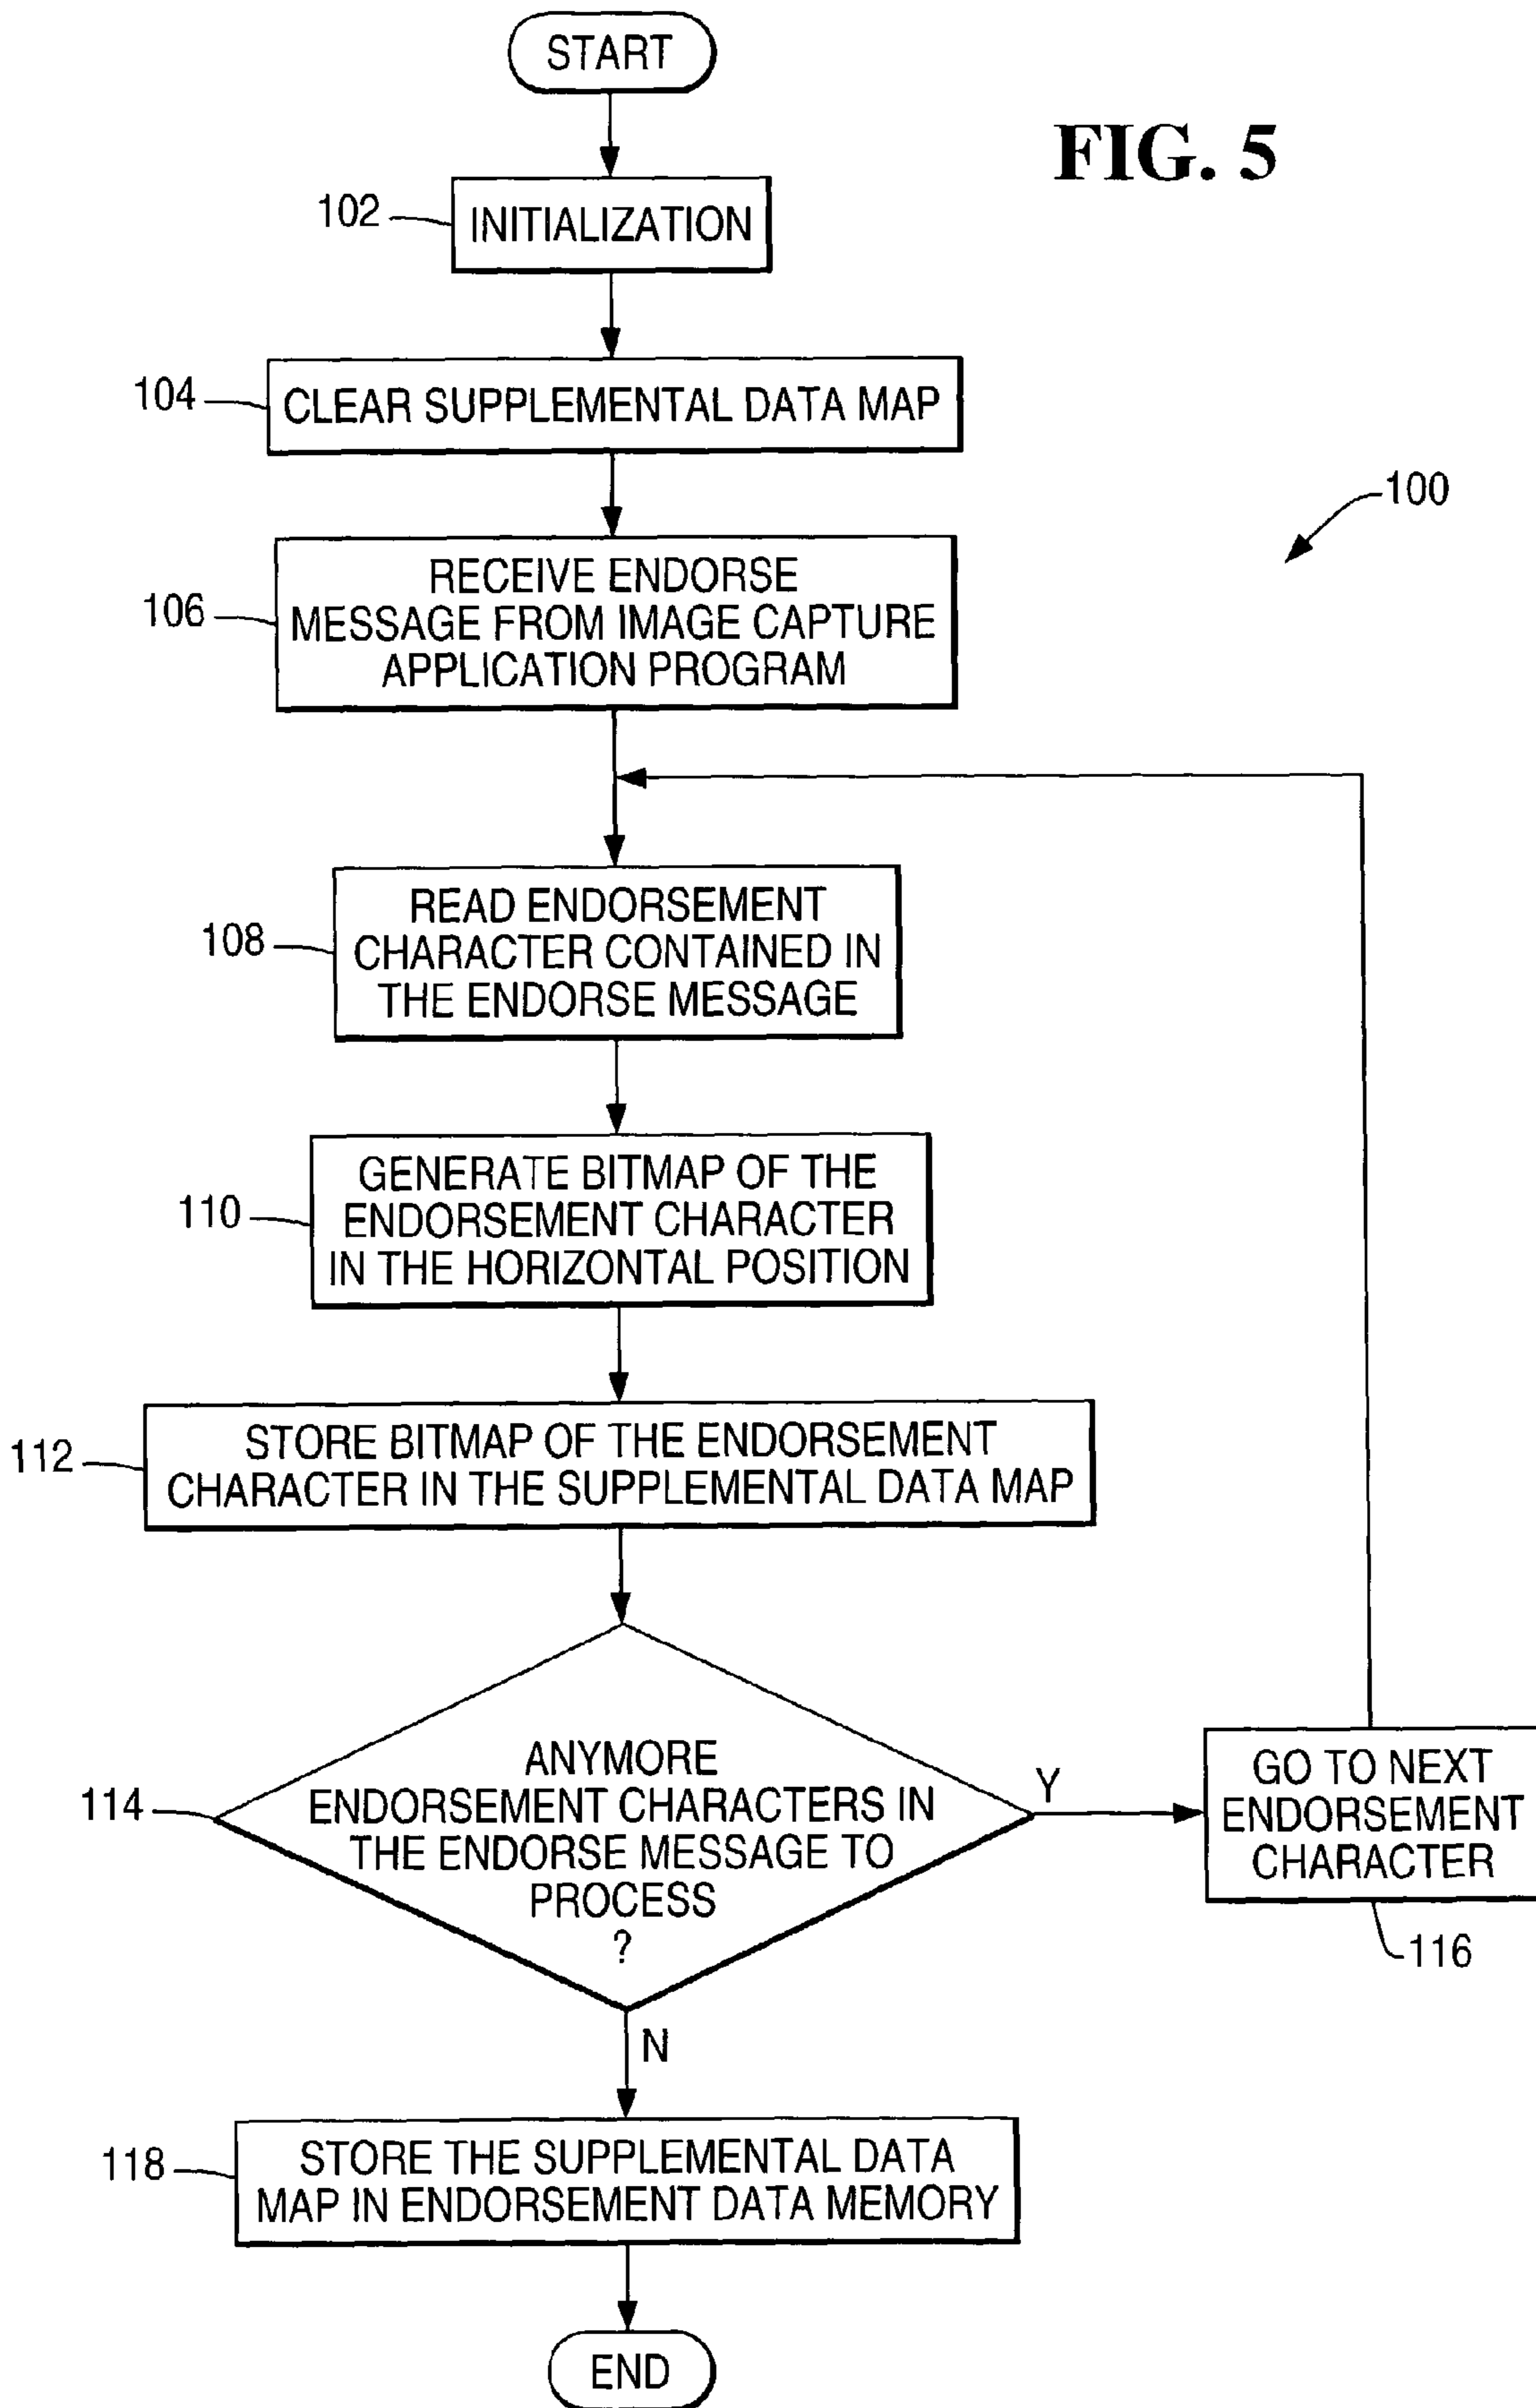 START
FIG. 5
102
INITIALIZATION
104
CLEAR SUPPLEMENTAL DATA MAP
100
106
RECEIVE ENDORSE
MESSAGE FROM IMAGE CAPTURE
APPLICATION PROGRAM
108
READ ENDORSEMENT
CHARACTER CONTAINED IN
THE ENDORSE MESSAGE
110
GENERATE BITMAP OF THE
ENDORSEMENT CHARACTER
IN THE HORIZONTAL POSITION
112
STORE BITMAP OF THE ENDORSEMENT
CHARACTER IN THE SUPPLEMENTAL DATA MAP
114
ANYMORE
ENDORSEMENT CHARACTERS IN
THE ENDORSE MESSAGE TO
PROCESS
?
Y
GO TO NEXT
ENDORSEMENT
CHARACTER
116
N
118
STORE THE SUPPLEMENTAL DATA
MAP IN ENDORSEMENT DATA MEMORY
END